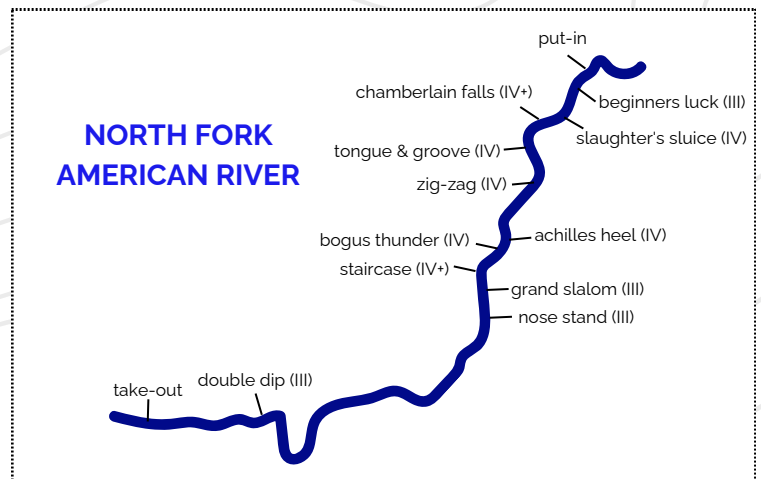 put-in
chamberlain falls (IV+)
beginners luck (III)
NORTH FORK
AMERICAN RIVER
slaughter's sluice (IV)
tongue & groove (IV)
zig-zag (IV)
achilles heel (IV)
bogus thunder (IV)
staircase (IV+)
grand slalom (III)
nose stand (III)
double dip (III)
take-out